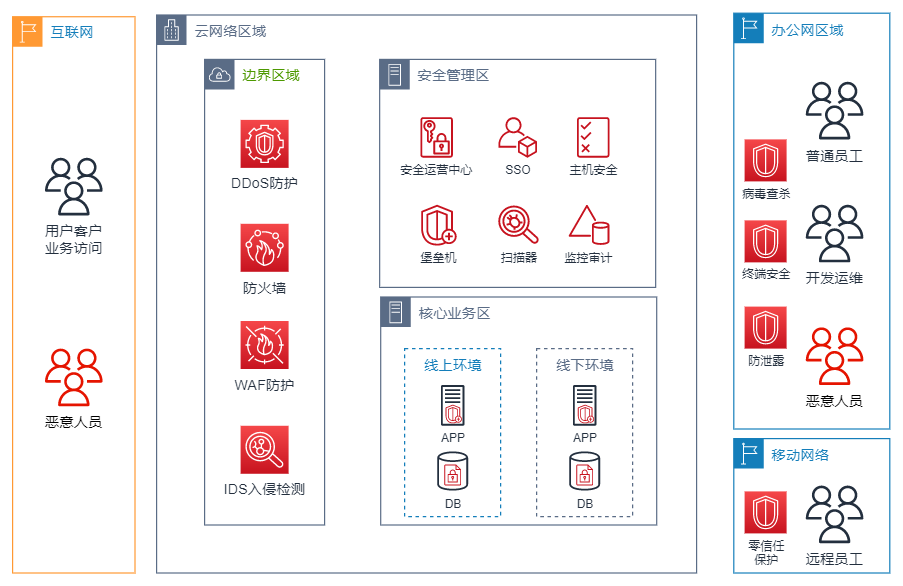 互联网
用户客户
业务访问
恶意人员
云网络区域
边界区域
DDoS防护
防火墙
WAF防护
IDS入侵检测
安全管理区
安全运营中心
SSO
主机安全
堡垒机
扫描器
监控审计
核心业务区
线上环境
APP
DB
线下环境
APP
DB
办公网区域
普通员工
病毒查杀
开发运维
终端安全
防泄露
恶意人员
移动网络
零信任
保护
远程员工